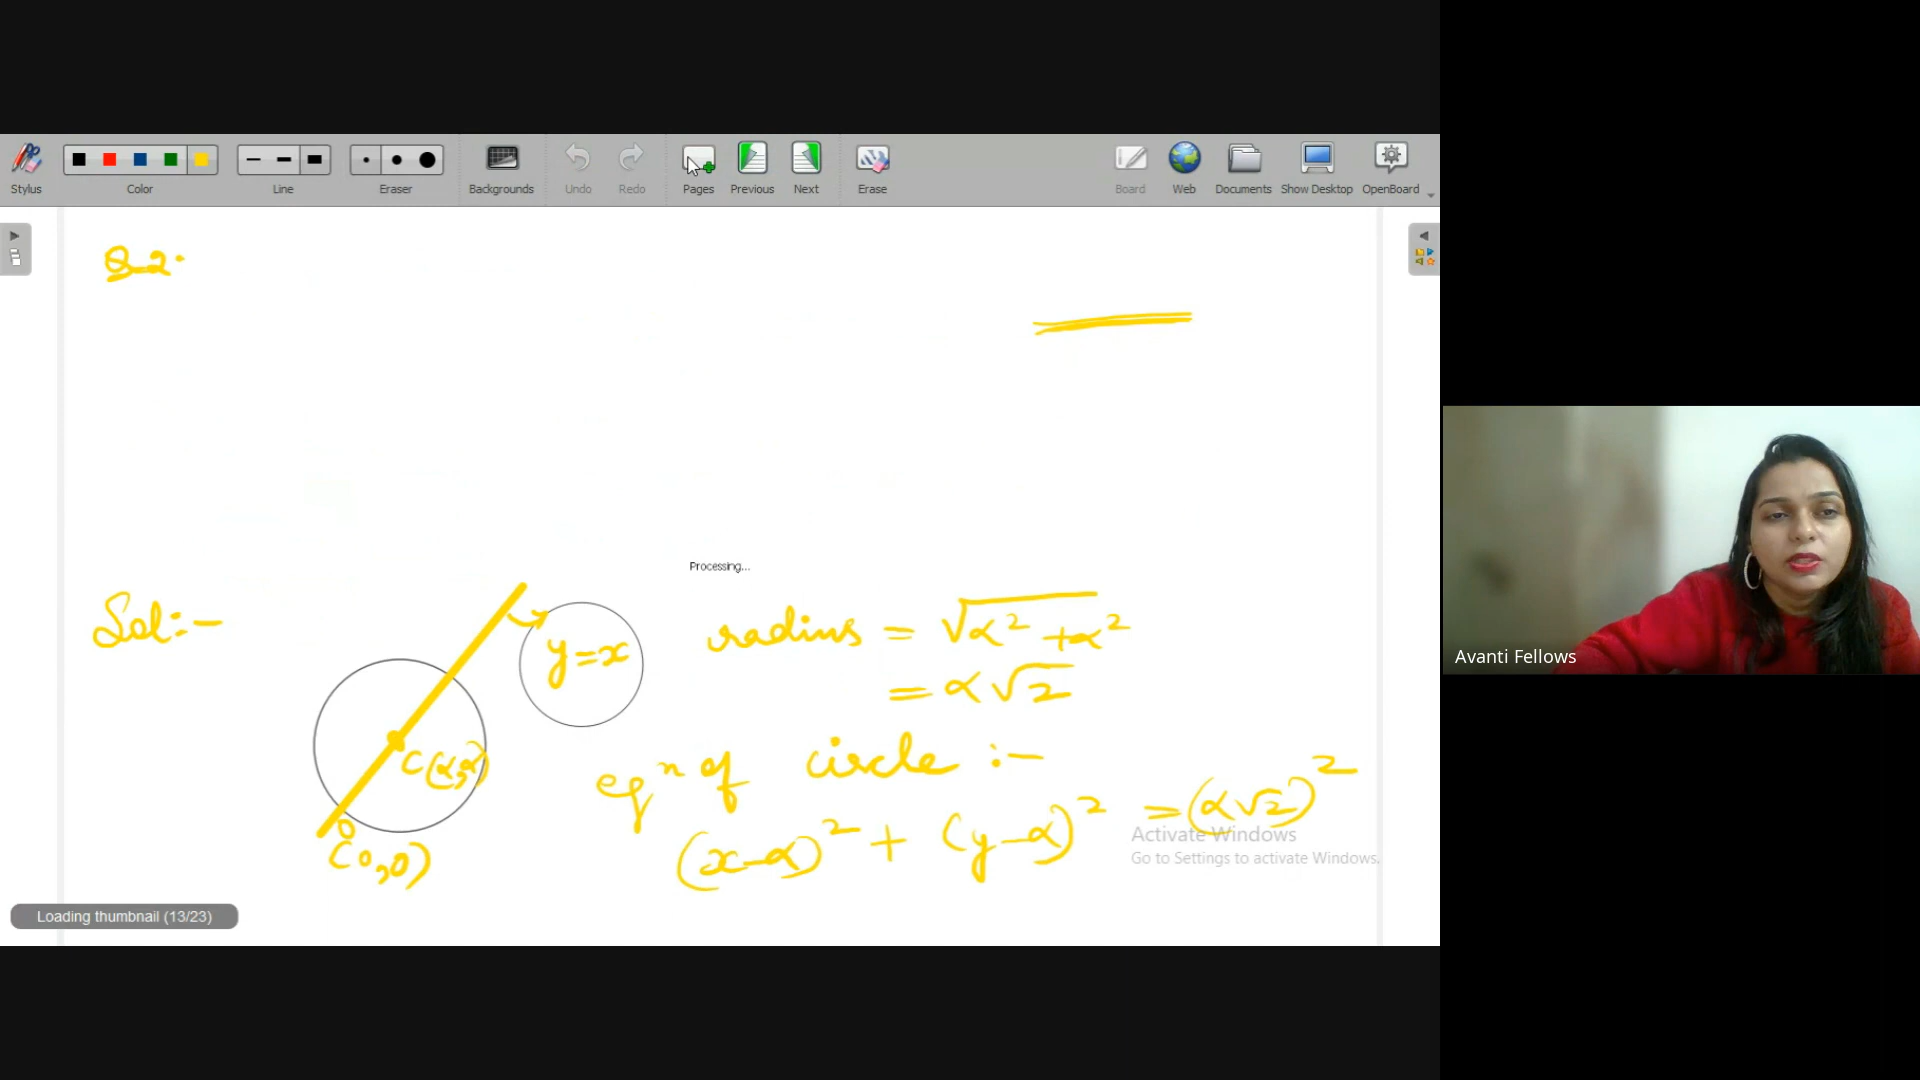 Stylus
Color
Line
Eraser
Backgrounds
Undo
Redo
Pages
Previous
Next
Erase
Board
Web
Documents
Show Desktop
OpenBoard
Q-2.
Processing...
Sol:-
y=x
C(α,α)
O
(0,0)
radius = √α² + α²
= α√2
eqⁿ of circle :-
(x-α)² + (y-α)² = (α√2)²
Activate Windows
Go to Settings to activate Windows.
Loading thumbnail (13/23)
Avanti Fellows